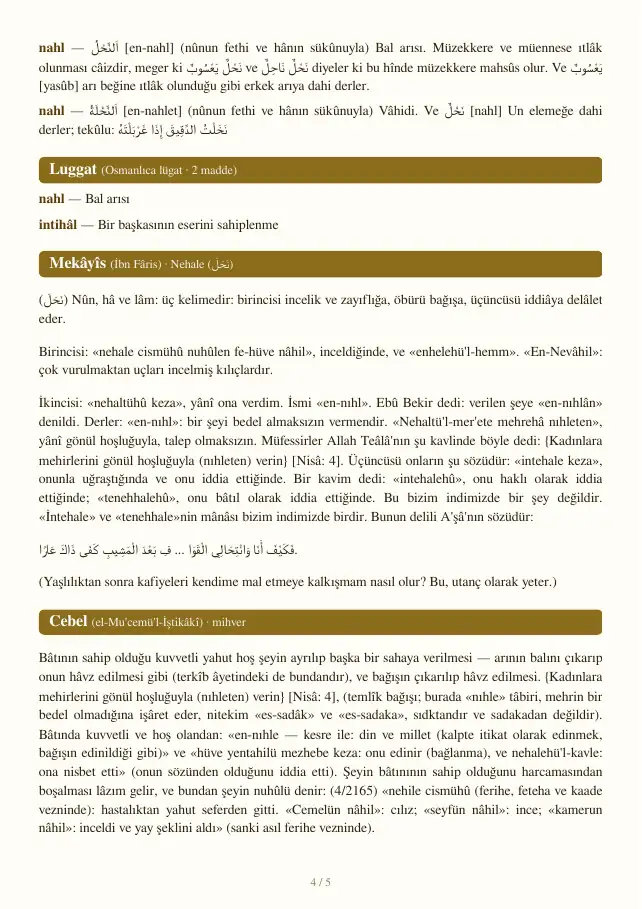 nahl — اَلنَّحْلُ [en-nahl] (nûnun fethi ve hânın sükûnuyla) Bal arısı. Müzekkere ve müennese ıtlâk
olunması câizdir, meger ki نَحْلٌ يَعْسُوبٌ ve نَحْلٌ نَاحِلٌ diyeler ki bu hînde müzekkere mahsûs olur. Ve يَعْسُوبٌ
[yasûb] arı beğine ıtlâk olunduğu gibi erkek arıya dahi derler.
nahl — اَلنَّحْلَةُ [en-nahlet] (nûnun fethi ve hânın sükûnuyla) Vâhidi. Ve نَحْلٌ [nahl] Un elemeğe dahi
derler; tekûlu: نَخَلْتُ الدَّقِيقَ إِذَا غَرْبَلْتَهُ
Luggat (Osmanlıca lügat · 2 madde)
nahl — Bal arısı
intihâl — Bir başkasının eserini sahiplenme
Mekâyîs (İbn Fâris) · Nehale (نَحَلَ)
(نَحَلَ) Nûn, hâ ve lâm: üç kelimedir: birincisi incelik ve zayıflığa, öbürü bağışa, üçüncüsü iddiâya delâlet
eder.
Birincisi: «nehale cismühû nuhûlen fe-hüve nâhil», inceldiğinde, ve «enhelehü'l-hemm». «En-Nevâhil»:
çok vurulmaktan uçları incelmiş kılıçlardır.
İkincisi: «nehaltühû keza», yânî ona verdim. İsmi «en-nıhl». Ebû Bekir dedi: verilen şeye «en-nıhlân»
denildi. Derler: «en-nıhl»: bir şeyi bedel almaksızın vermendir. «Nehaltü'l-mer'ete mehrehâ nıhleten»,
yânî gönül hoşluğuyla, talep olmaksızın. Müfessirler Allah Teâlâ'nın şu kavlinde böyle dedi: {Kadınlara
mehirlerini gönül hoşluğuyla (nıhleten) verin} [Nisâ: 4]. Üçüncüsü onların şu sözüdür: «intehale keza»,
onunla uğraştığında ve onu iddia ettiğinde. Bir kavim dedi: «intehalehû», onu haklı olarak iddia
ettiğinde; «tenehhalehû», onu bâtıl olarak iddia ettiğinde. Bu bizim indimizde bir şey değildir.
«İntehale» ve «tenehhale»nin mânâsı bizim indimizde birdir. Bunun delili A'şâ'nın sözüdür:
فَكَيْفَ أَنَا وَانْتِحَالِى الْقَوَا ... فِ بَعْدَ الْمَشِيبِ كَفَى ذَاكَ عَارًا.
(Yaşlılıktan sonra kafiyeleri kendime mal etmeye kalkışmam nasıl olur? Bu, utanç olarak yeter.)
Cebel (el-Mu'cemü'l-İştikâkî) · mihver
Bâtının sahip olduğu kuvvetli yahut hoş şeyin ayrılıp başka bir sahaya verilmesi — arının balını çıkarıp
onun hâvz edilmesi gibi (terkîb âyetindeki de bundandır), ve bağışın çıkarılıp hâvz edilmesi. {Kadınlara
mehirlerini gönül hoşluğuyla (nıhleten) verin} [Nisâ: 4], (temlîk bağışı; burada «nıhle» tâbiri, mehrin bir
bedel olmadığına işâret eder, nitekim «es-sadâk» ve «es-sadaka», sıdktandır ve sadakadan değildir).
Bâtında kuvvetli ve hoş olandan: «en-nıhle — kesre ile: din ve millet (kalpte itikat olarak edinmek,
bağışın edinildiği gibi)» ve «hüve yentahilü mezhebe keza: onu edinir (bağlanma), ve nehalehü'l-kavle:
ona nisbet etti» (onun sözünden olduğunu iddia etti). Şeyin bâtınının sahip olduğunu harcamasından
boşalması lâzım gelir, ve bundan şeyin nuhûlü denir: (4/2165) «nehile cismühû (ferihe, feteha ve kaade
vezninde): hastalıktan yahut seferden gitti. «Cemelün nâhil»: cılız; «seyfün nâhil»: ince; «kamerun
nâhil»: inceldi ve yay şeklini aldı» (sanki asıl ferihe vezninde).
4 / 5